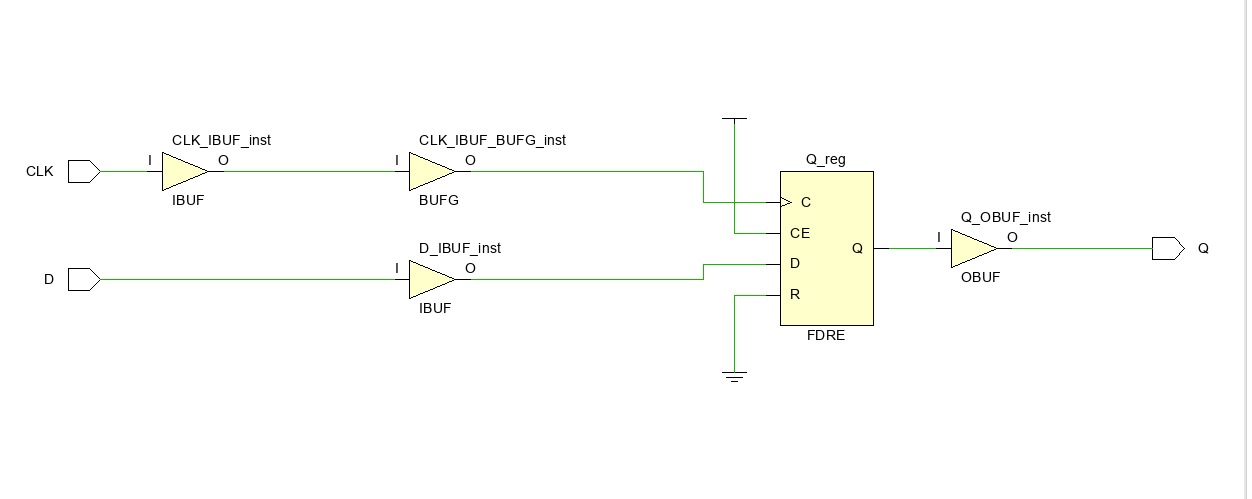 CLK
I
CLK_IBUF_inst
O
IBUF
I
CLK_IBUF_BUFG_inst
O
BUFG
D
I
D_IBUF_inst
O
IBUF
Q_reg
C
CE
D
R
Q
FDRE
I
Q_OBUF_inst
O
OBUF
Q